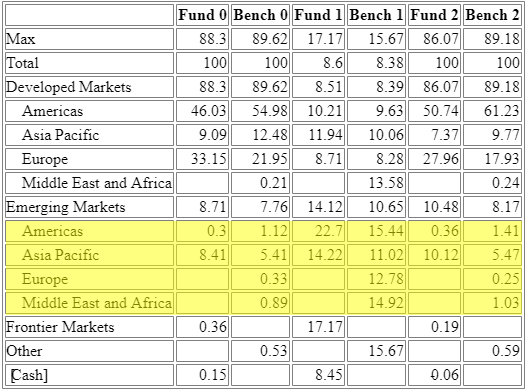 Fund 0 Bench 0 Fund 1 Bench 1 Fund 2 Bench 2
Max 88.3 89.62 17.17 15.67 86.07 89.18
Total 100 100 8.6 8.38 100 100
Developed Markets 88.3 89.62 8.51 8.39 86.07 89.18
Americas 46.03 54.98 10.21 9.63 50.74 61.23
Asia Pacific 9.09 12.48 11.94 10.06 7.37 9.77
Europe 33.15 21.95 8.71 8.28 27.96 17.93
Middle East and Africa 0.21 13.58 0.24
Emerging Markets 8.71 7.76 14.12 10.65 10.48 8.17
Americas 0.3 1.12 22.7 15.44 0.36 1.41
Asia Pacific 8.41 5.41 14.22 11.02 10.12 5.47
Europe 0.33 12.78 0.25
Middle East and Africa 0.89 14.92 1.03
Frontier Markets 0.36 17.17 0.19
Other 0.53 15.67 0.59
[Cash] 0.15 8.45 -0.06